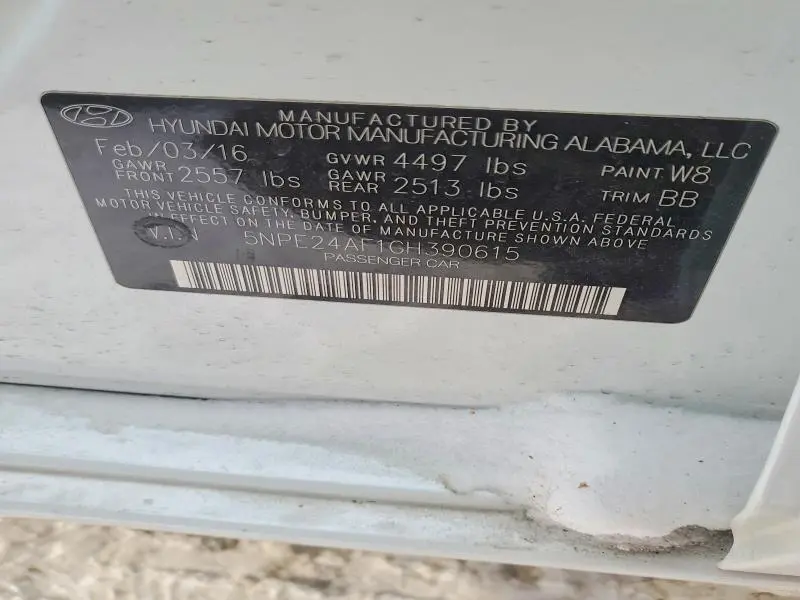 MANUFACTURED BY
HYUNDAI MOTOR MANUFACTURING ALABAMA, LLC
Feb/03/16 GVWR 4497 lbs PAINT W8
GAWR FRONT 2557 lbs GAWR REAR 2513 lbs TRIM BB
THIS VEHICLE CONFORMS TO ALL APPLICABLE U.S.A. FEDERAL
MOTOR VEHICLE SAFETY, BUMPER, AND THEFT PREVENTION STANDARDS
IN EFFECT ON THE DATE OF MANUFACTURE SHOWN ABOVE.
V.I.N 5NPE24AF1GH390615
PASSENGER CAR